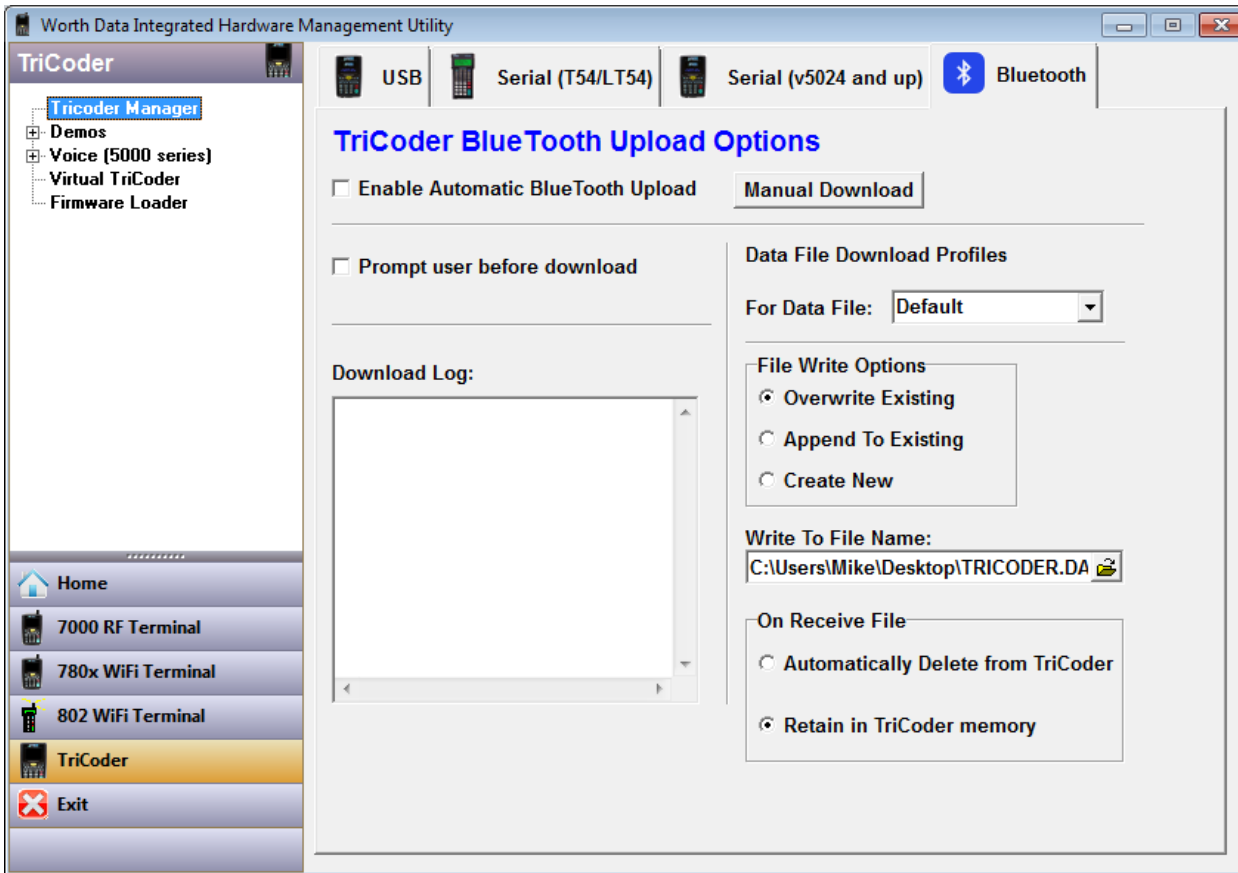 Worth Data Integrated Hardware Management Utility
TriCoder
Tricoder Manager
Demos
Voice (5000 series)
Virtual TriCoder
Firmware Loader
Home
7000 RF Terminal
780x WiFi Terminal
802 WiFi Terminal
TriCoder
Exit
USB
Serial (T54/LT54)
Serial (v5024 and up)
Bluetooth
TriCoder BlueTooth Upload Options
Enable Automatic BlueTooth Upload
Manual Download
Prompt user before download
Download Log:
Data File Download Profiles
For Data File: Default
File Write Options
Overwrite Existing
Append To Existing
Create New
Write To File Name:
C:\Users\Mike\Desktop\TRICODER.DA
On Receive File
Automatically Delete from TriCoder
Retain in TriCoder memory